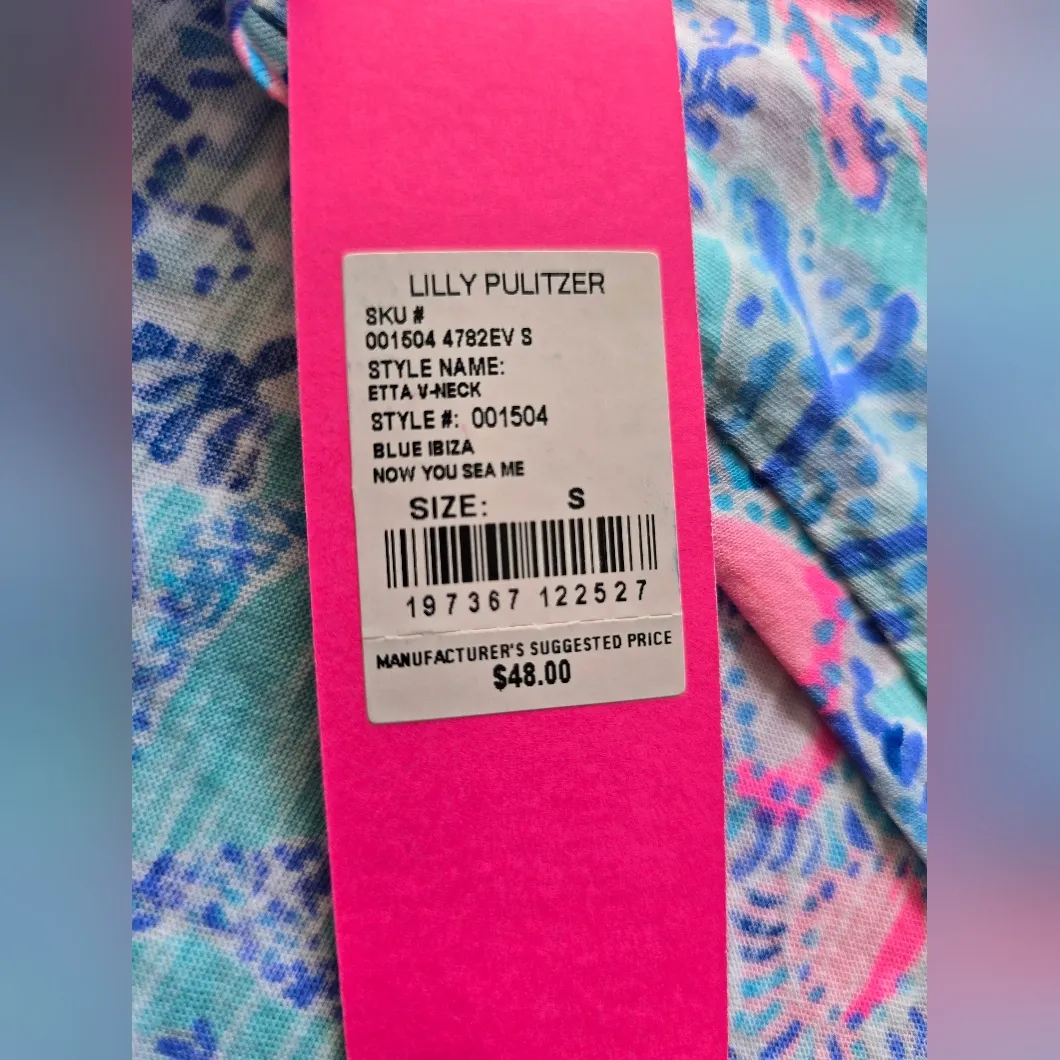 LILLY PULITZER
SKU #
001504 4782EV S
STYLE NAME:
ETTA V-NECK
STYLE #: 001504
BLUE IBIZA
NOW YOU SEA ME
SIZE: S
197367 122527
MANUFACTURER'S SUGGESTED PRICE
$48.00